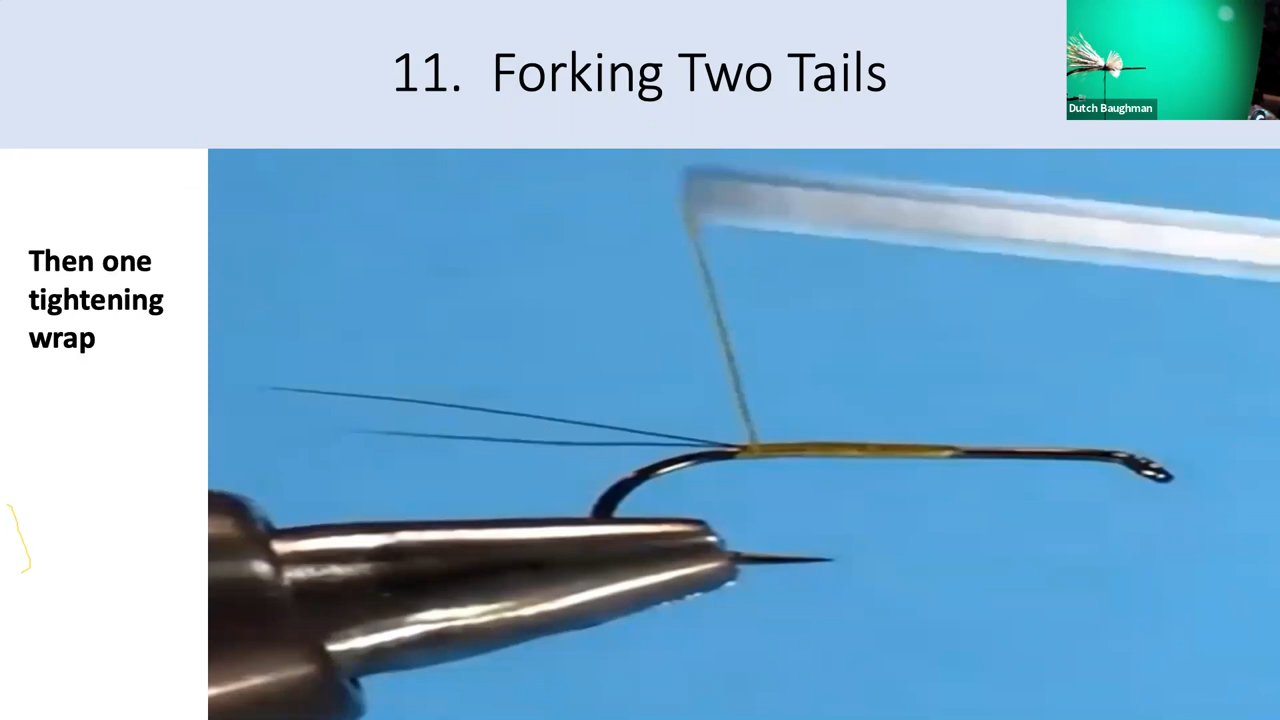 11. Forking Two Tails
Dutch Baughman
Then one
tightening
wrap